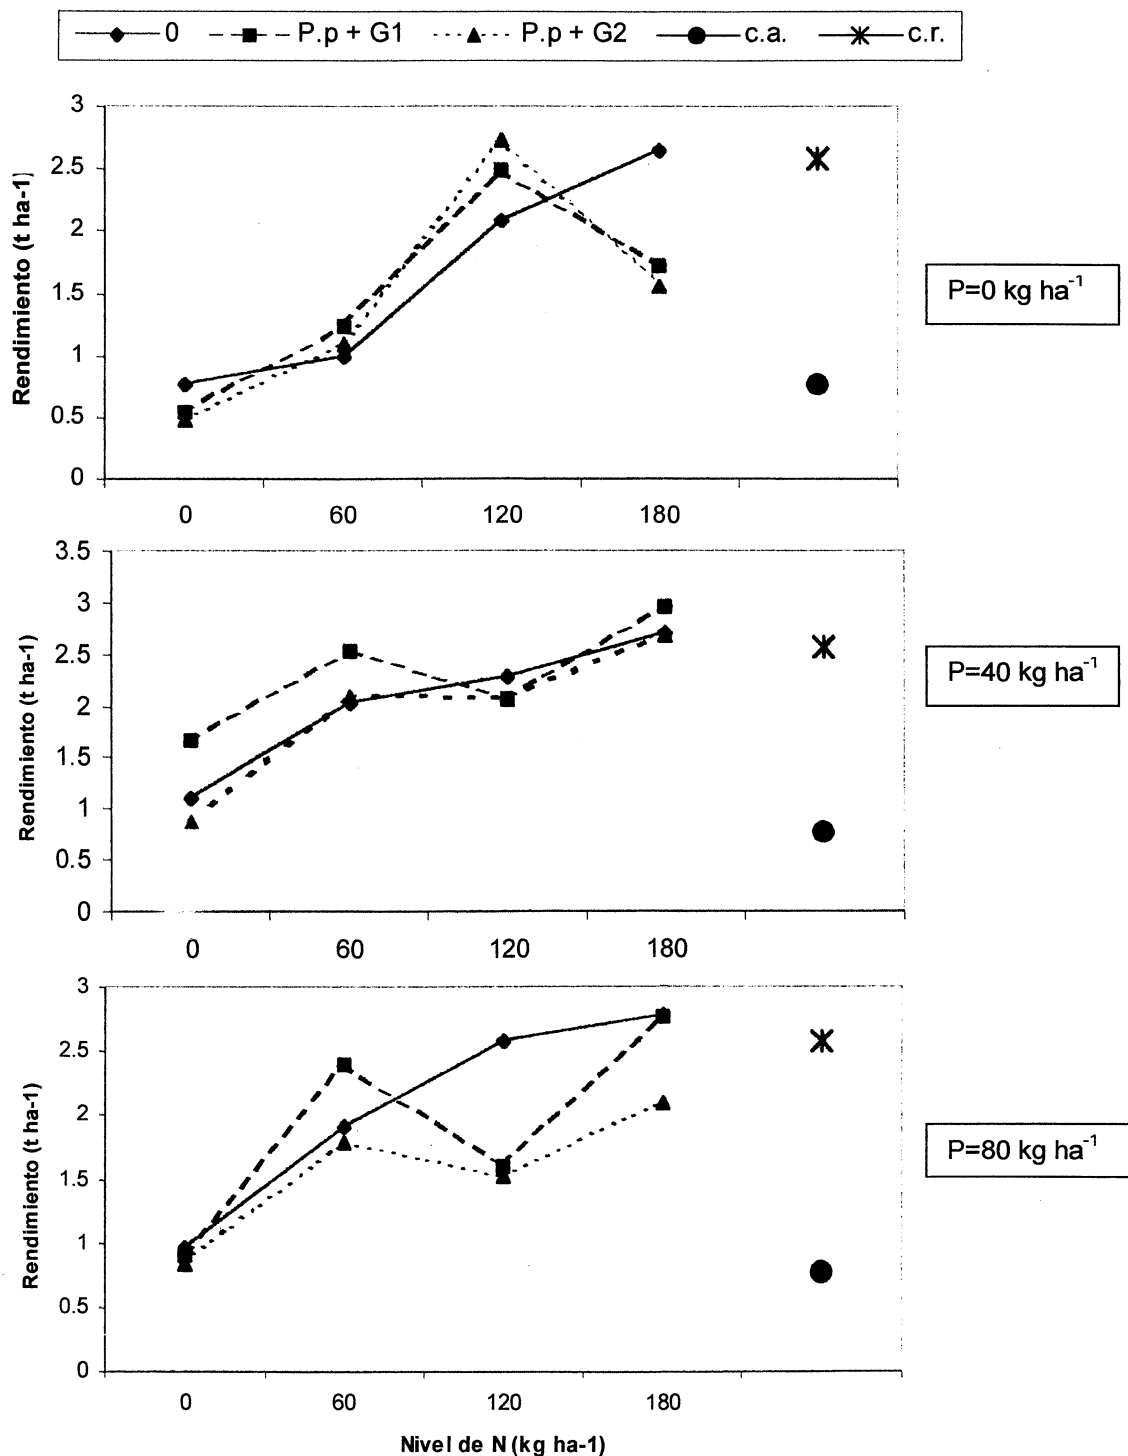 0 P.p + G1 P.p + G2 c.a. c.r.
3
2.5
2
1.5
1
0.5
0
Rendimiento (t ha-1)
0 60 120 180
P=0 kg ha-1
3.5
3
2.5
2
1.5
1
0.5
0
Rendimiento (t ha-1)
0 60 120 180
P=40 kg ha-1
3
2.5
2
1.5
1
0.5
0
Rendimiento (t ha-1)
0 60 120 180
P=80 kg ha-1
Nivel de N (kg ha-1)